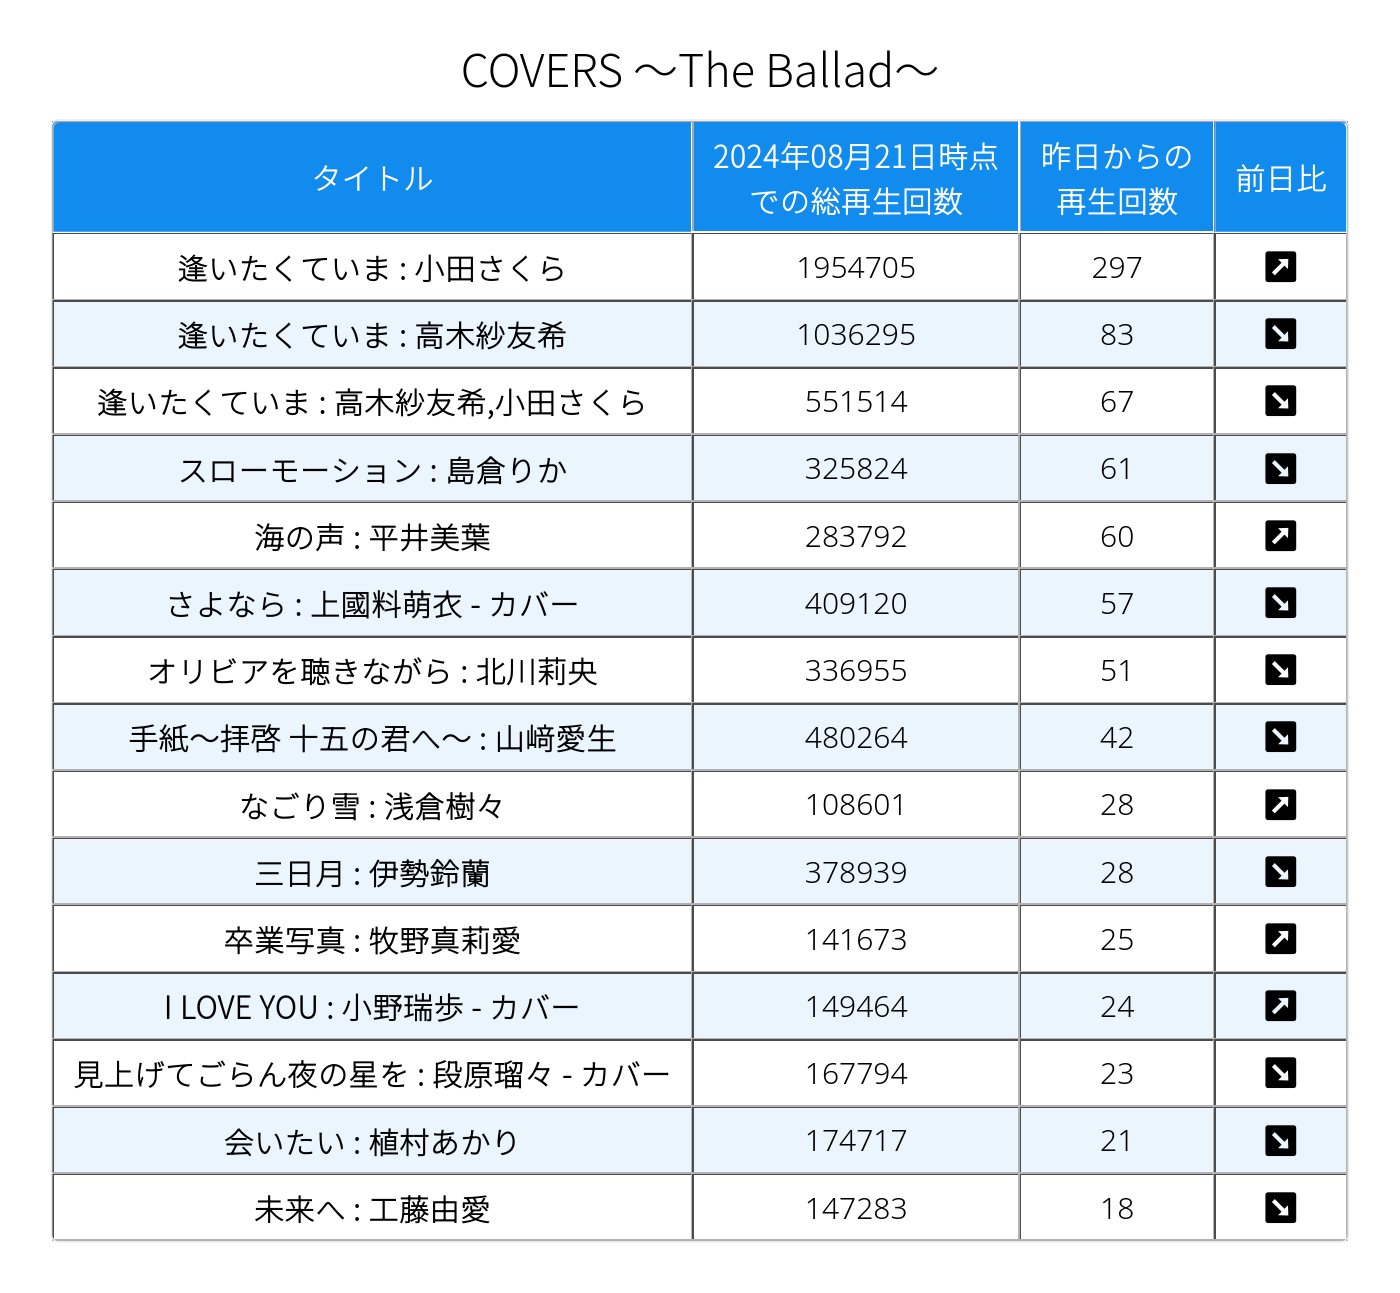 COVERS ～The Ballad～
タイトル 2024年08月21日時点での総再生回数 昨日からの再生回数 前日比
逢いたくていま : 小田さくら 1954705 297 ↗
逢いたくていま : 高木紗友希 1036295 83 ↘
逢いたくていま : 高木紗友希,小田さくら 551514 67 ↘
スローモーション : 島倉りか 325824 61 ↘
海の声 : 平井美葉 283792 60 ↗
さよなら : 上國料萌衣 - カバー 409120 57 ↘
オリビアを聴きながら : 北川莉央 336955 51 ↘
手紙～拝啓 十五の君へ～ : 山﨑愛生 480264 42 ↘
なごり雪 : 浅倉樹々 108601 28 ↗
三日月 : 伊勢鈴蘭 378939 28 ↘
卒業写真 : 牧野真莉愛 141673 25 ↗
I LOVE YOU : 小野瑞歩 - カバー 149464 24 ↗
見上げてごらん夜の星を : 段原瑠々 - カバー 167794 23 ↘
会いたい : 植村あかり 174717 21 ↘
未来へ : 工藤由愛 147283 18 ↘